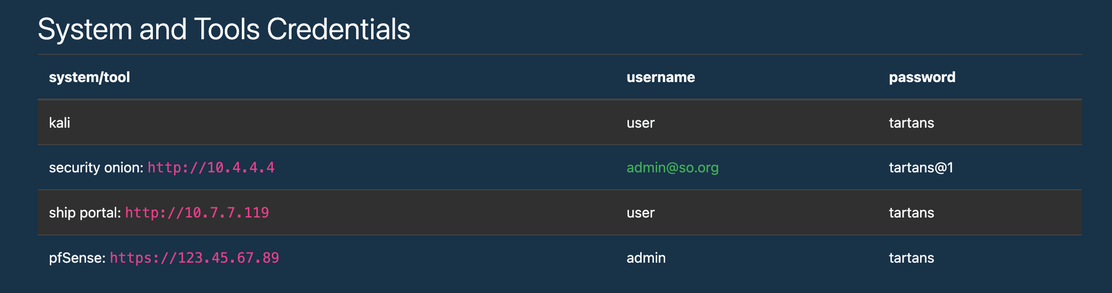 System and Tools Credentials
system/tool username password
kali user tartans
security onion: http://10.4.4.4 admin@so.org tartans@1
ship portal: http://10.7.7.119 user tartans
pfSense: https://123.45.67.89 admin tartans